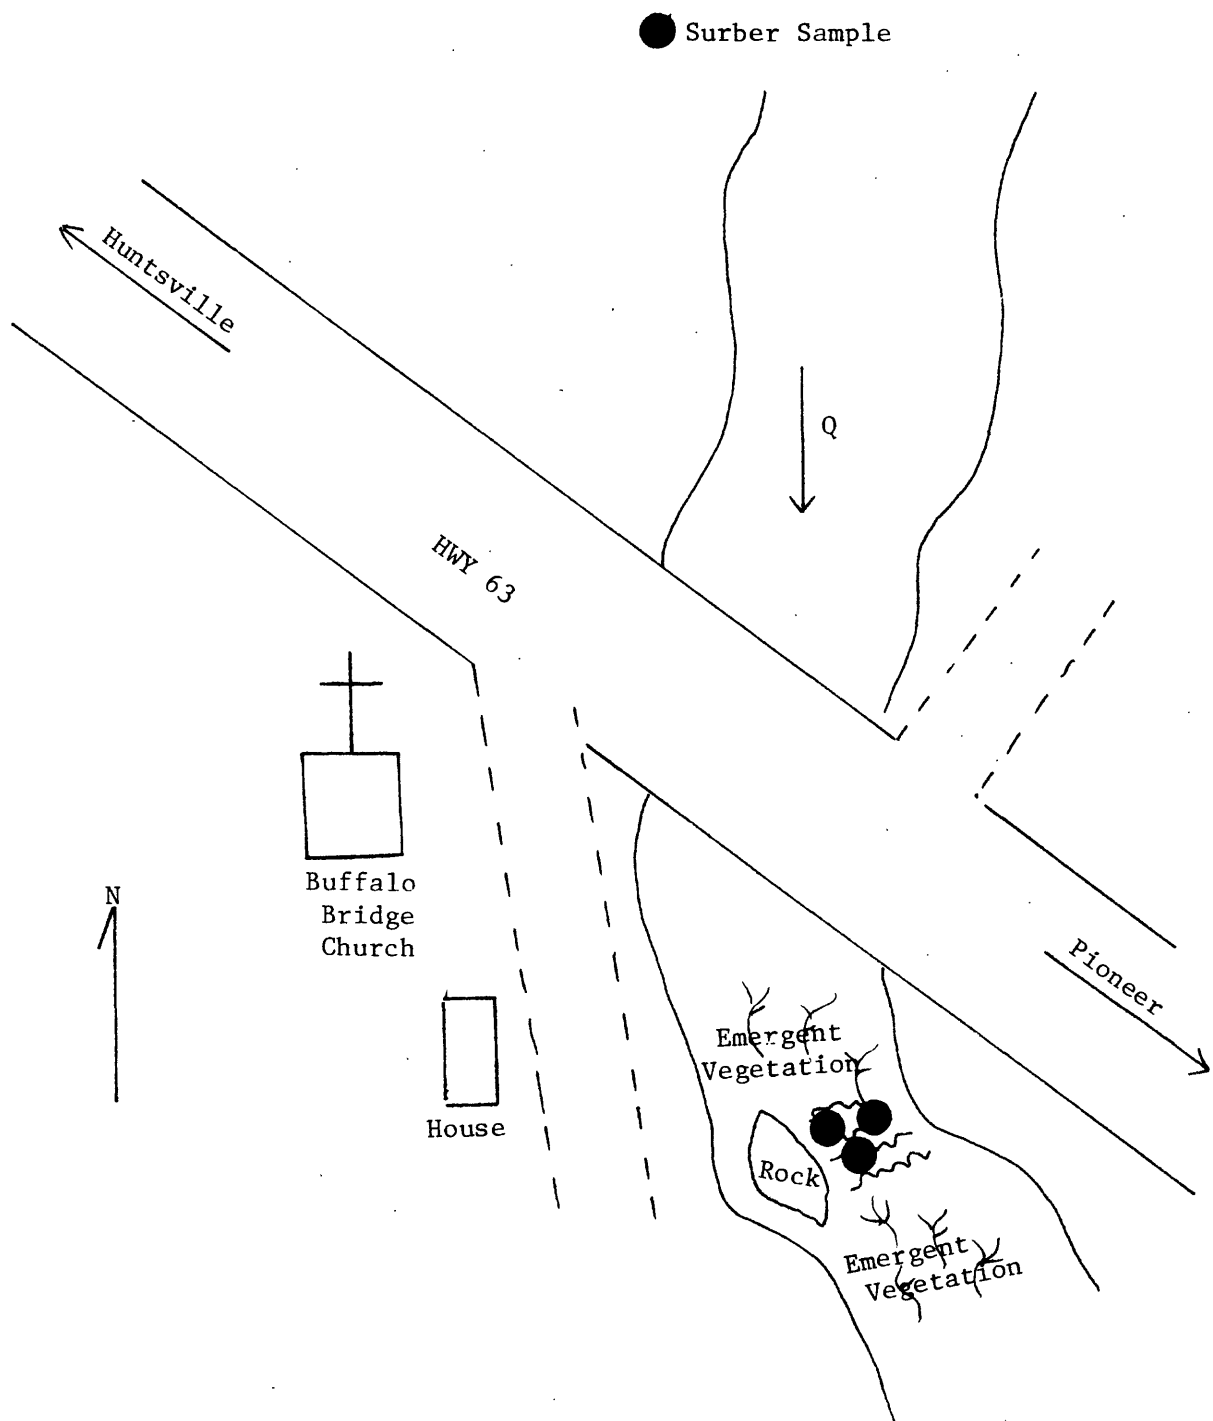 Surber Sample
Huntsville
Q
HWY 63
Buffalo
Bridge
Church
N
Pioneer
Emergent
Vegetation
House
Rock
Emergent
Vegetation